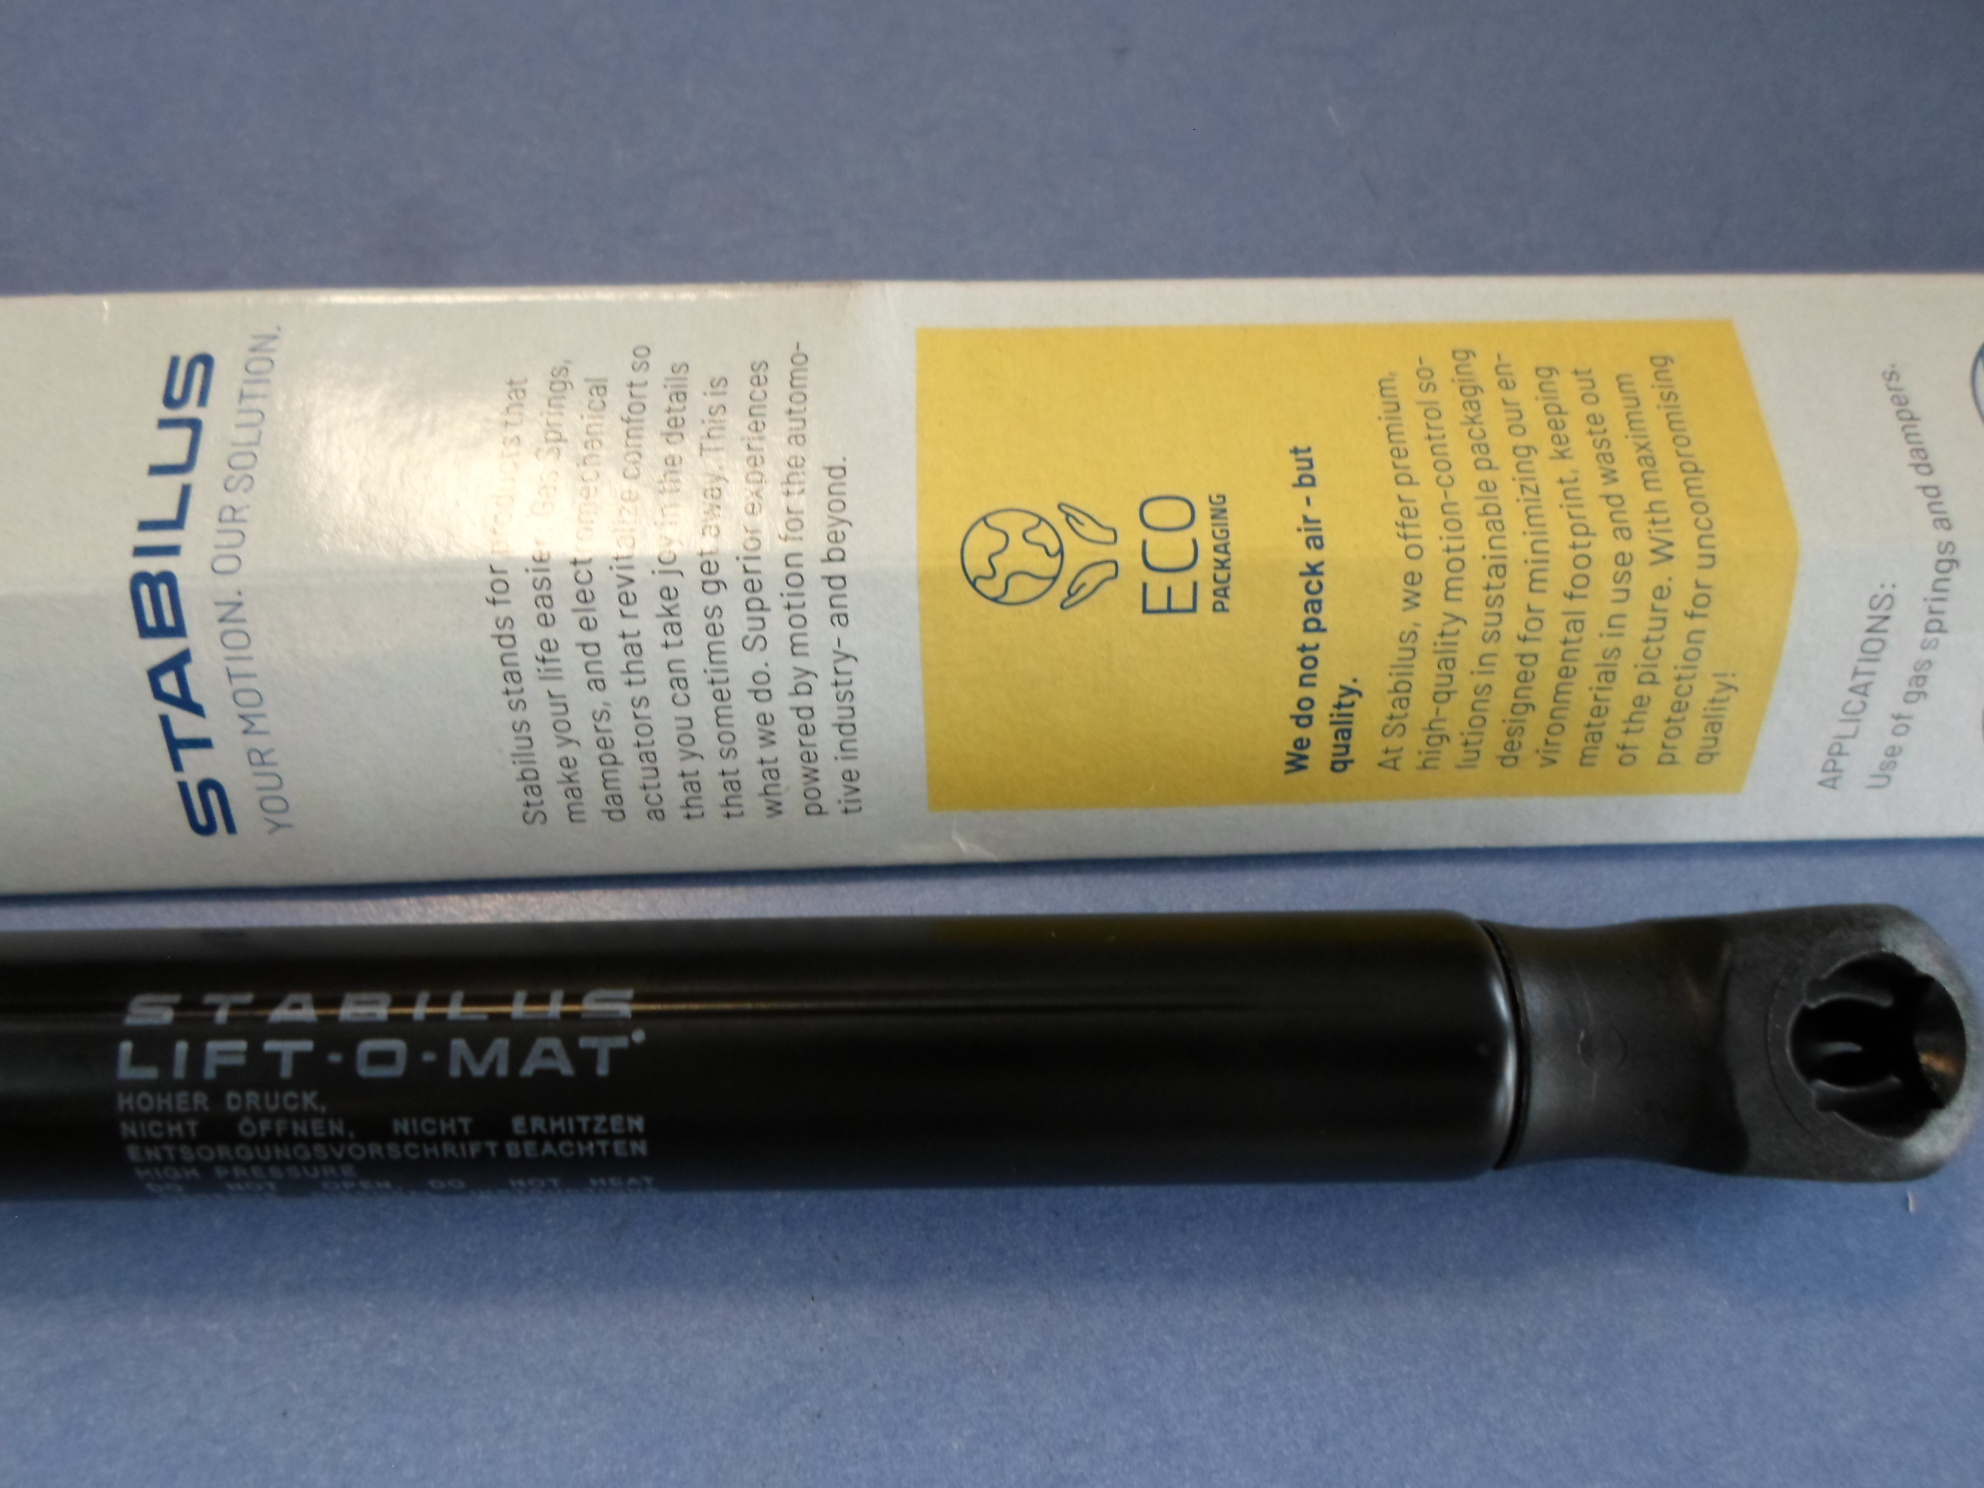 STABILUS
YOUR MOTION. OUR SOLUTION.
Stabilus stands for products that
make your life easier. Gas Springs,
dampers, and electromechanical
actuators that revitalize comfort so
that you can take joy in the details
that sometimes get away. This is
what we do. Superior experiences
powered by motion for the automo-
tive industry- and beyond.
ECO
PACKAGING
We do not pack air - but
quality.
At Stabilus, we offer premium,
high-quality motion-control so-
lutions in sustainable packaging
designed for minimizing our en-
vironmental footprint, keeping
materials in use and waste out
of the picture. With maximum
protection for uncompromising
quality!
APPLICATIONS:
Use of gas springs and dampers.
STABILUS
LIFT-O-MAT
HOHER DRUCK,
NICHT ÖFFNEN, NICHT ERHITZEN
ENTSORGUNGSVORSCHRIFT BEACHTEN
HIGH PRESSURE
DO NOT OPEN, DO NOT HEAT